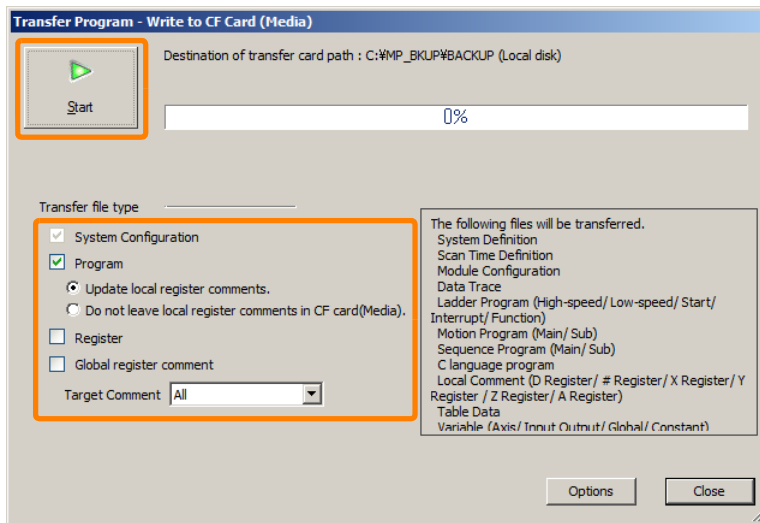 Transfer Program - Write to CF Card (Media)
Destination of transfer card path : C:¥MP_BKUP¥BACKUP (Local disk)
Start
0%
Transfer file type
System Configuration
Program
Update local register comments.
Do not leave local register comments in CF card(Media).
Register
Global register comment
Target Comment All
The following files will be transferred.
System Definition
Scan Time Definition
Module Configuration
Data Trace
Ladder Program (High-speed/ Low-speed/ Start/
Interrupt/ Function)
Motion Program (Main/ Sub)
Sequence Program (Main/ Sub)
C language program
Local Comment (D Register/ # Register/ X Register/ Y
Register / Z Register/ A Register)
Table Data
Variable (Axis/ Input Output/ Global/ Constant)
Options
Close